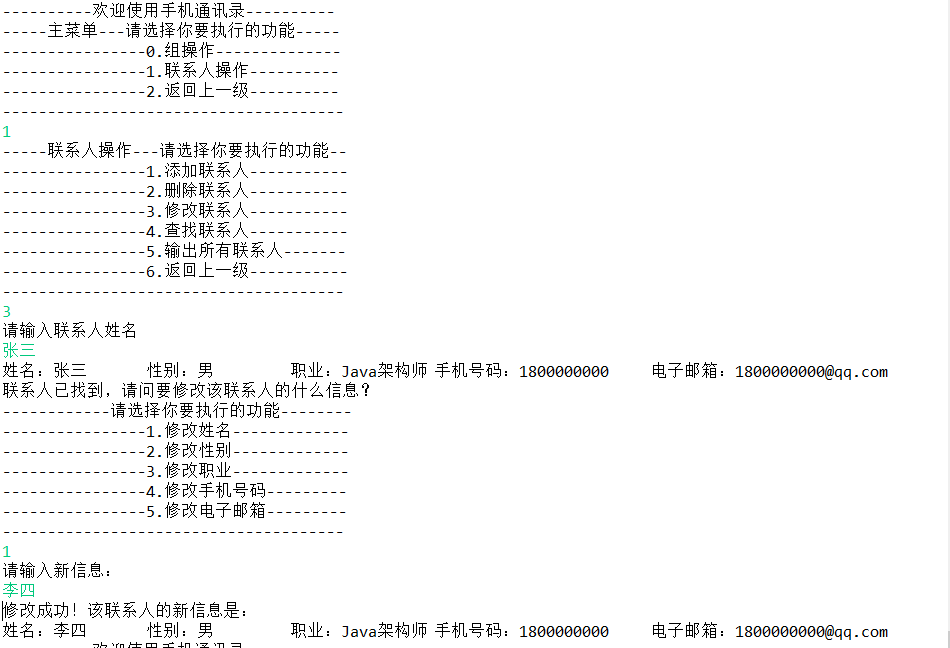 ----------欢迎使用手机通讯录----------
-----主菜单---请选择你要执行的功能-----
----------------0.组操作--------------
----------------1.联系人操作----------
----------------2.返回上一级----------
--------------------------------------
1
-----联系人操作---请选择你要执行的功能--
----------------1.添加联系人-----------
----------------2.删除联系人-----------
----------------3.修改联系人-----------
----------------4.查找联系人-----------
----------------5.输出所有联系人-------
----------------6.返回上一级-----------
--------------------------------------
3
请输入联系人姓名
张三
姓名：张三 性别：男 职业：Java架构师 手机号码：1800000000 电子邮箱：1800000000@qq.com
联系人已找到，请问要修改该联系人的什么信息？
------------请选择你要执行的功能--------
----------------1.修改姓名-------------
----------------2.修改性别-------------
----------------3.修改职业-------------
----------------4.修改手机号码---------
----------------5.修改电子邮箱---------
--------------------------------------
1
请输入新信息：
李四
修改成功！该联系人的新信息是：
姓名：李四 性别：男 职业：Java架构师 手机号码：1800000000 电子邮箱：1800000000@qq.com
----------欢迎使用手机通讯录----------